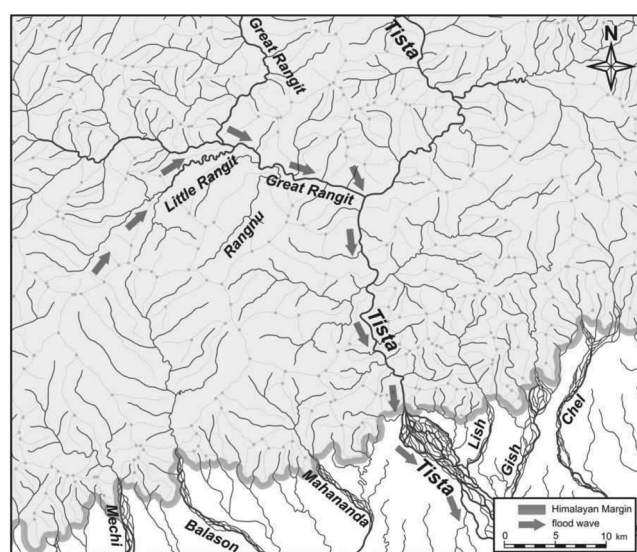 Great Rangit
Tista
N
Little Rangit
Great Rangit
Rangnu
Tista
Lish
Gish
Chel
Tista
Mahananda
Balason
Mechi
Himalayan Margin
flood wave
0 5 10 km